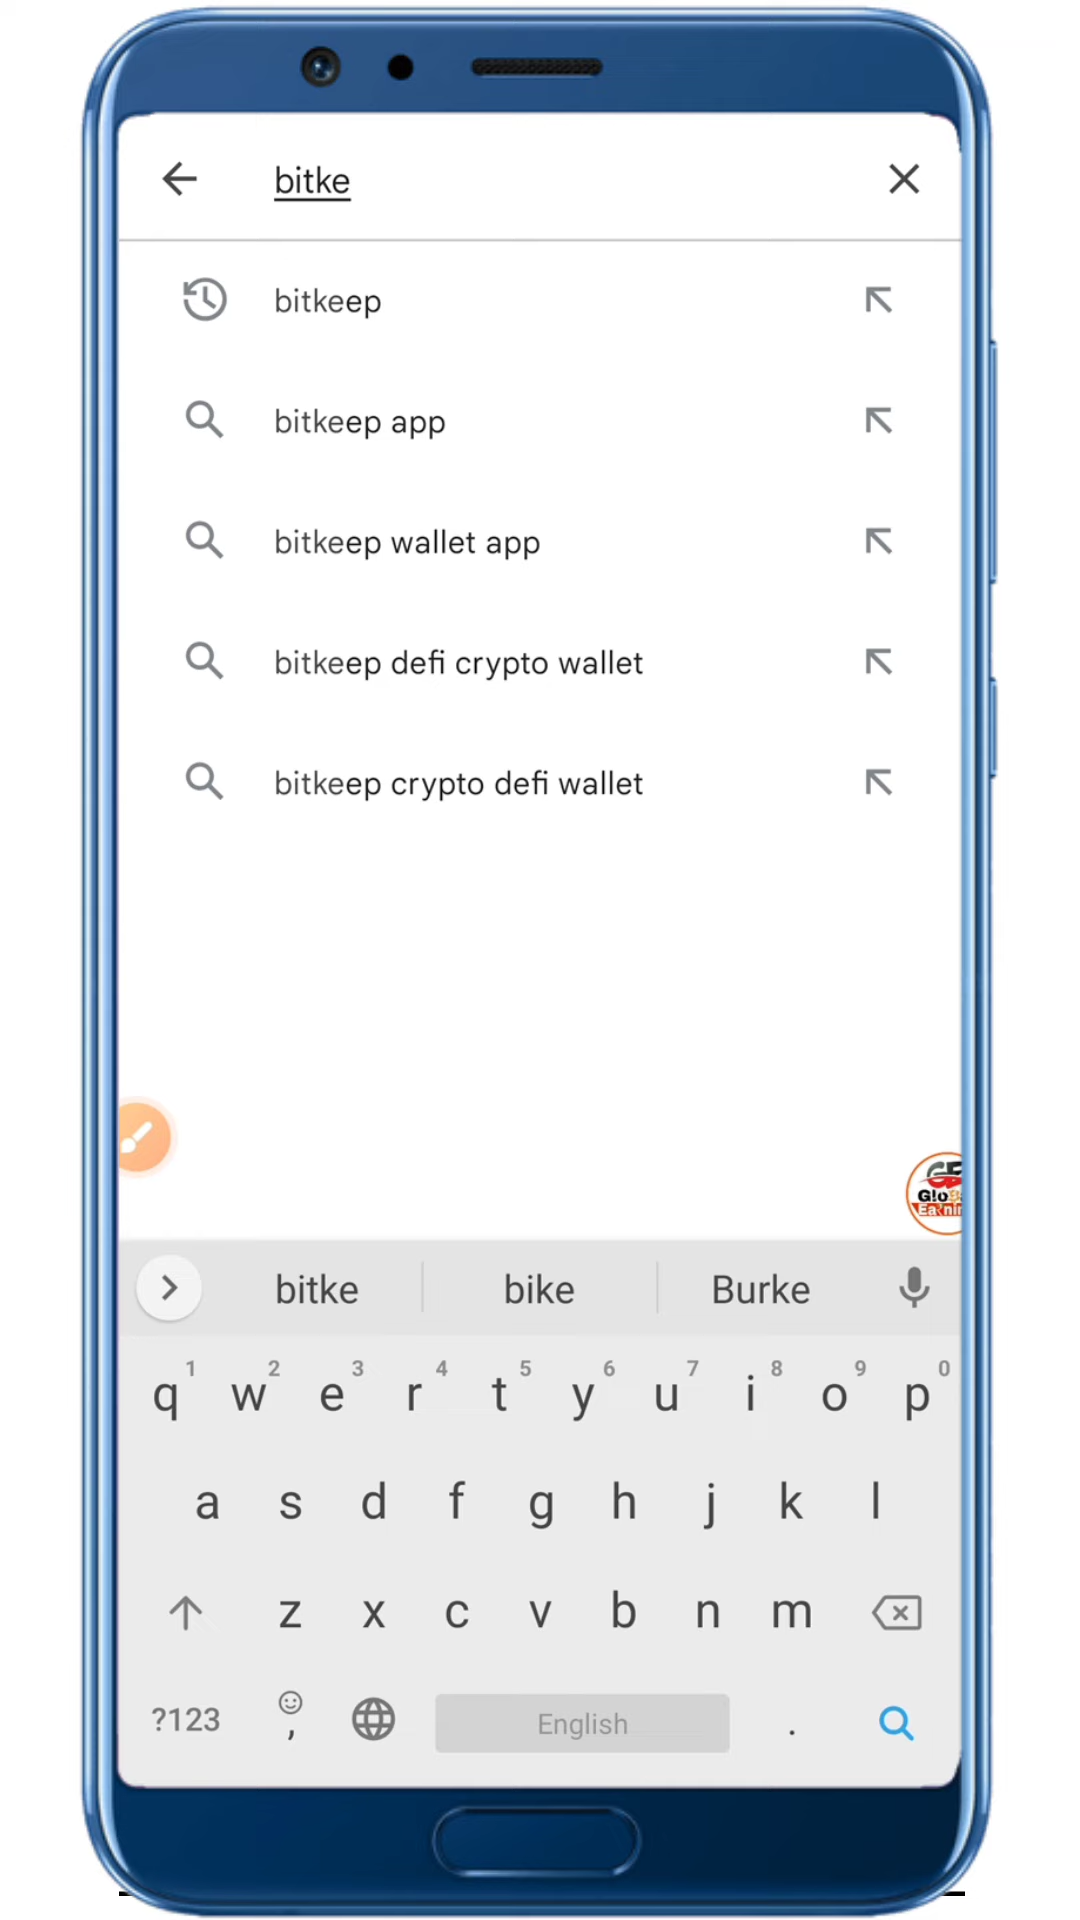 bitke
bitkeep
bitkeep app
bitkeep wallet app
bitkeep defi crypto wallet
bitkeep crypto defi wallet
bitke bike Burke
1 2 3 4 5 6 7 8 9 0
q w e r t y u i o p
a s d f g h j k l
z x c v b n m
?123 , English .